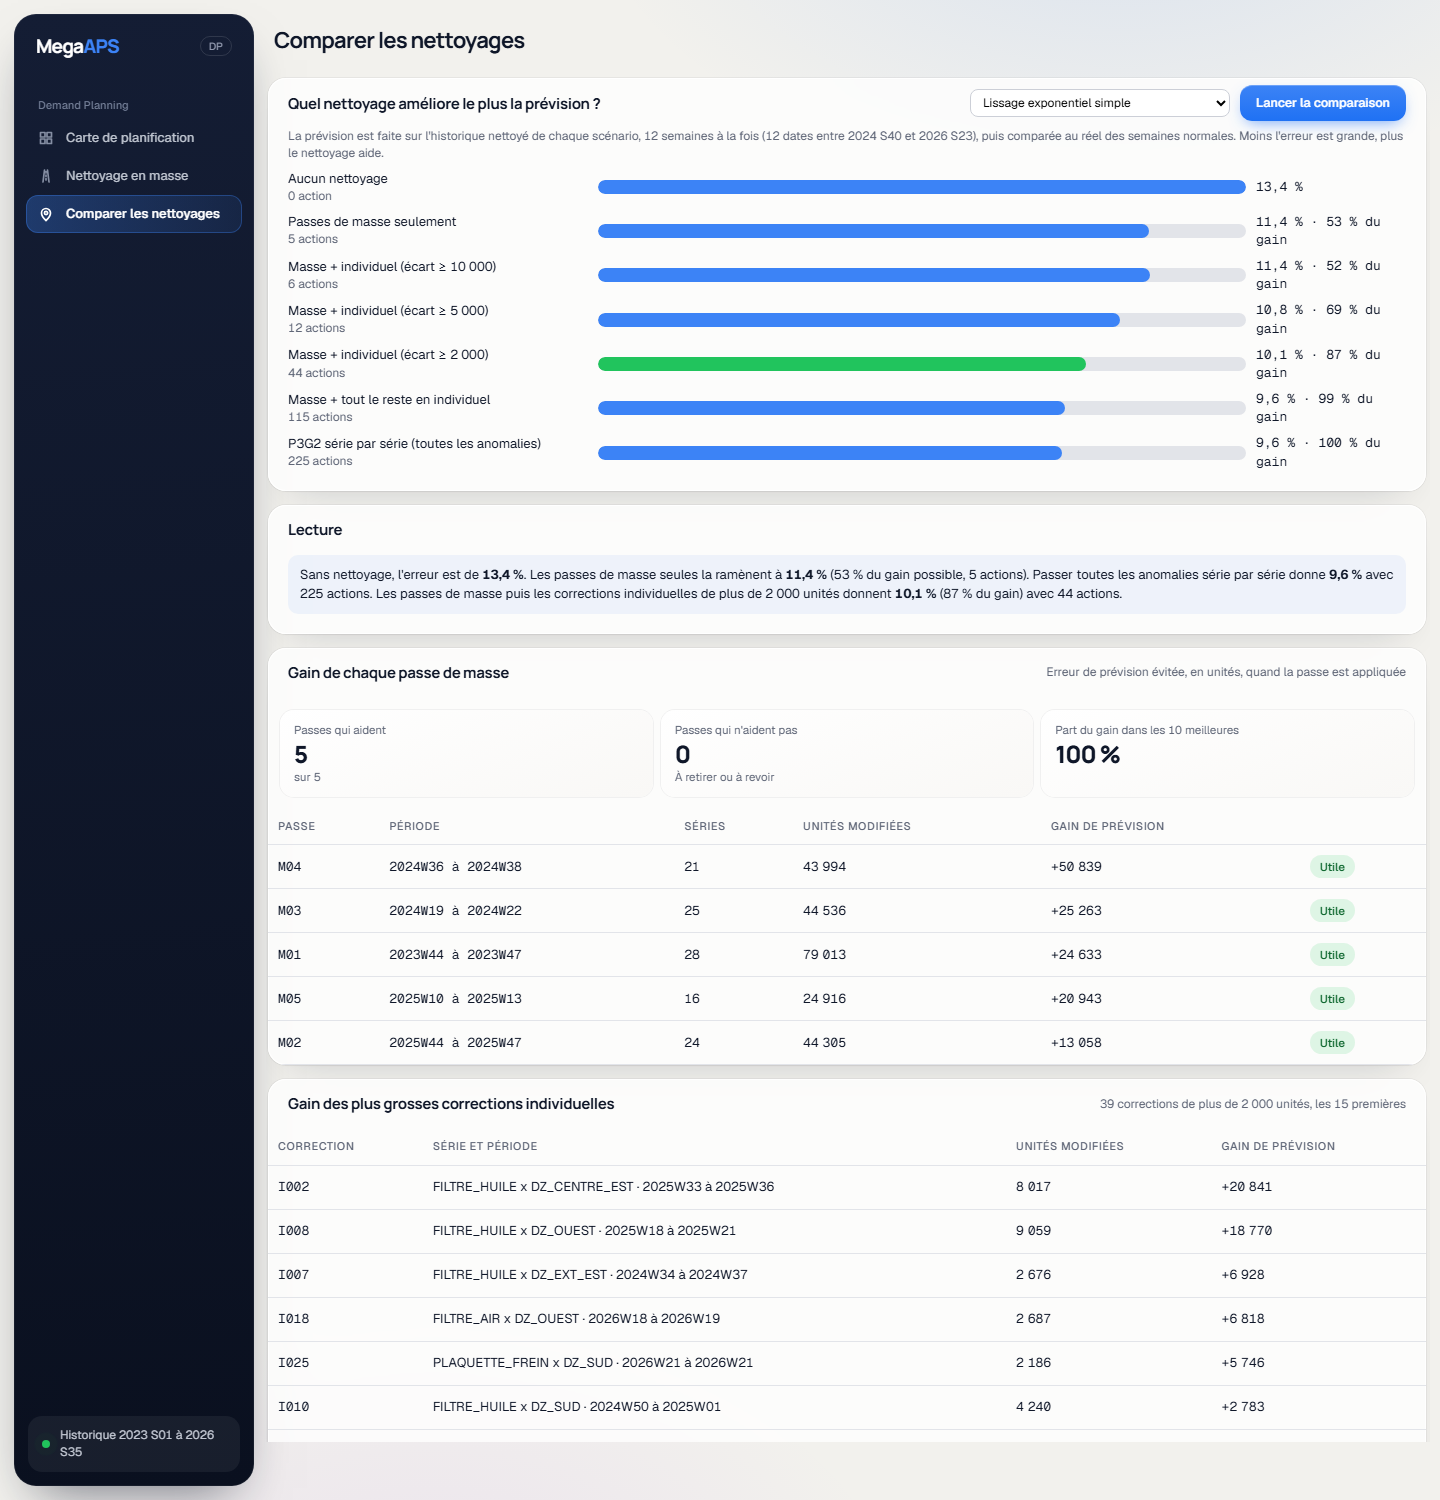 MegaAPS
DP
Demand Planning
Carte de planification
Nettoyage en masse
Comparer les nettoyages
Historique 2023 S01 à 2026
S35
Comparer les nettoyages
Quel nettoyage améliore le plus la prévision ?
Lissage exponentiel simple
Lancer la comparaison
La prévision est faite sur l'historique nettoyé de chaque scénario, 12 semaines à la fois (12 dates entre 2024 S40 et 2026 S23), puis comparée au réel des semaines normales. Moins l'erreur est grande, plus
le nettoyage aide.
Aucun nettoyage
0 action
13,4 %
Passes de masse seulement
5 actions
11,4 % · 53 % du
gain
Masse + individuel (écart ≥ 10 000)
6 actions
11,4 % · 52 % du
gain
Masse + individuel (écart ≥ 5 000)
12 actions
10,8 % · 69 % du
gain
Masse + individuel (écart ≥ 2 000)
44 actions
10,1 % · 87 % du
gain
Masse + tout le reste en individuel
115 actions
9,6 % · 99 % du
gain
P3G2 série par série (toutes les anomalies)
225 actions
9,6 % · 100 % du
gain
Lecture
Sans nettoyage, l'erreur est de 13,4 %. Les passes de masse seules la ramènent à 11,4 % (53 % du gain possible, 5 actions). Passer toutes les anomalies série par série donne 9,6 % avec
225 actions. Les passes de masse puis les corrections individuelles de plus de 2 000 unités donnent 10,1 % (87 % du gain) avec 44 actions.
Gain de chaque passe de masse
Erreur de prévision évitée, en unités, quand la passe est appliquée
Passes qui aident
5
sur 5
Passes qui n'aident pas
0
À retirer ou à revoir
Part du gain dans les 10 meilleures
100 %
PASSE PÉRIODE SÉRIES UNITÉS MODIFIÉES GAIN DE PRÉVISION
M04 2024W36 à 2024W38 21 43 994 +50 839 Utile
M03 2024W19 à 2024W22 25 44 536 +25 263 Utile
M01 2023W44 à 2023W47 28 79 013 +24 633 Utile
M05 2025W10 à 2025W13 16 24 916 +20 943 Utile
M02 2025W44 à 2025W47 24 44 305 +13 058 Utile
Gain des plus grosses corrections individuelles
39 corrections de plus de 2 000 unités, les 15 premières
CORRECTION SÉRIE ET PÉRIODE UNITÉS MODIFIÉES GAIN DE PRÉVISION
I002 FILTRE_HUILE x DZ_CENTRE_EST · 2025W33 à 2025W36 8 017 +20 841
I008 FILTRE_HUILE x DZ_OUEST · 2025W18 à 2025W21 9 059 +18 770
I007 FILTRE_HUILE x DZ_EXT_EST · 2024W34 à 2024W37 2 676 +6 928
I018 FILTRE_AIR x DZ_OUEST · 2026W18 à 2026W19 2 687 +6 818
I025 PLAQUETTE_FREIN x DZ_SUD · 2026W21 à 2026W21 2 186 +5 746
I010 FILTRE_HUILE x DZ_SUD · 2024W50 à 2025W01 4 240 +2 783